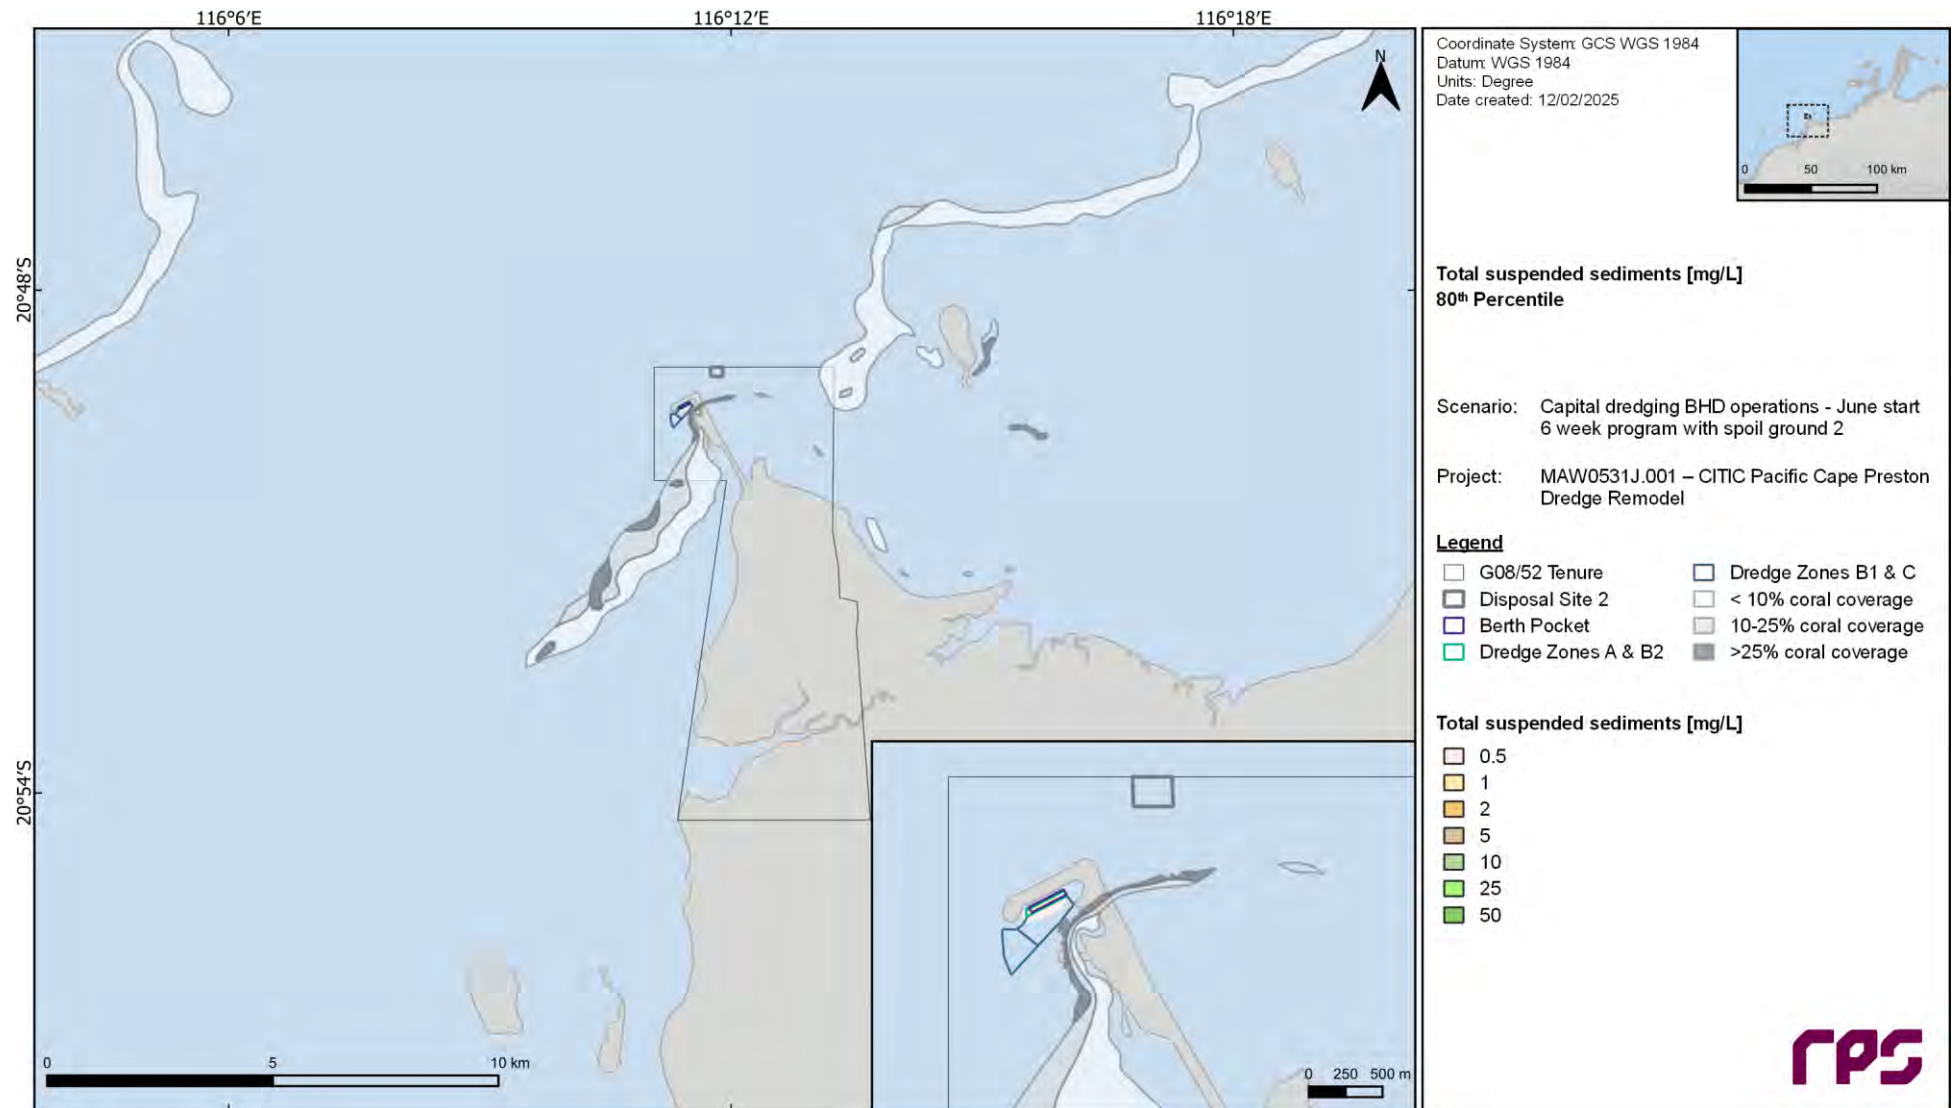 116°6′E
116°12′E
116°18′E
20°48′S
20°54′S
N
0 5 10 km
0 250 500 m
Coordinate System: GCS WGS 1984
Datum: WGS 1984
Units: Degree
Date created: 12/02/2025
0 50 100 km
Total suspended sediments [mg/L]
80th Percentile
Scenario: Capital dredging BHD operations - June start
6 week program with spoil ground 2
Project: MAW0531J.001 – CITIC Pacific Cape Preston
Dredge Remodel
Legend
G08/52 Tenure
Disposal Site 2
Berth Pocket
Dredge Zones A & B2
Dredge Zones B1 & C
< 10% coral coverage
10-25% coral coverage
>25% coral coverage
Total suspended sediments [mg/L]
0.5
1
2
5
10
25
50
rps